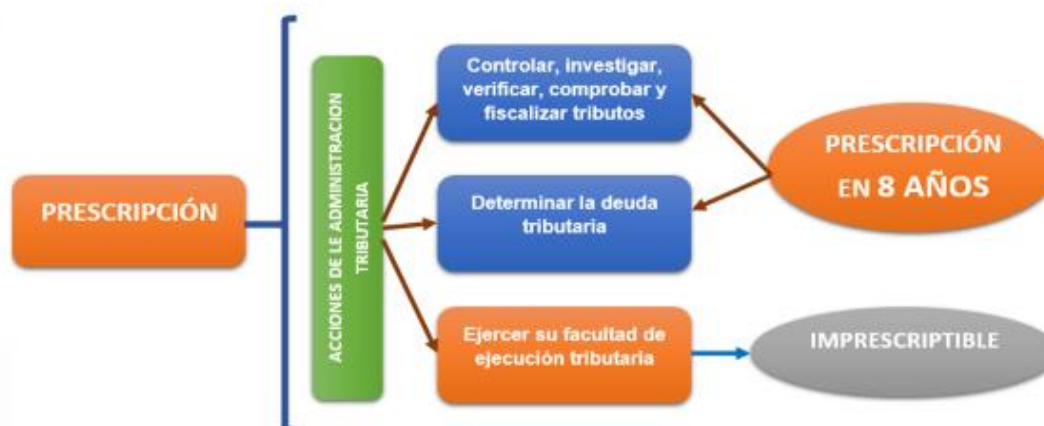 PRESCRIPCIÓN
ACCIONES DE LE ADMINISTRACION
TRIBUTARIA
Controlar, investigar,
verificar, comprobar y
fiscalizar tributos
Determinar la deuda
tributaria
Ejercer su facultad de
ejecución tributaria
PRESCRIPCIÓN
EN 8 AÑOS
IMPRESCRIPTIBLE